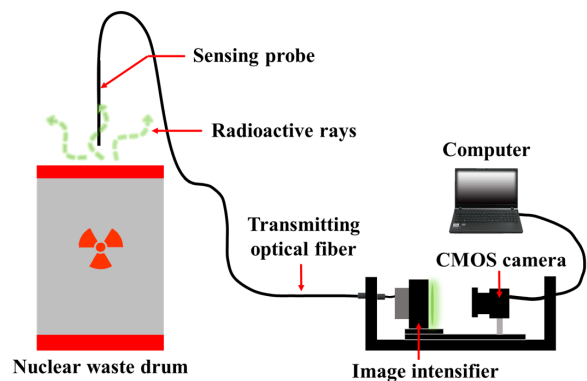 Sensing probe
Radioactive rays
Computer
Transmitting
optical fiber
CMOS camera
Nuclear waste drum
Image intensifier